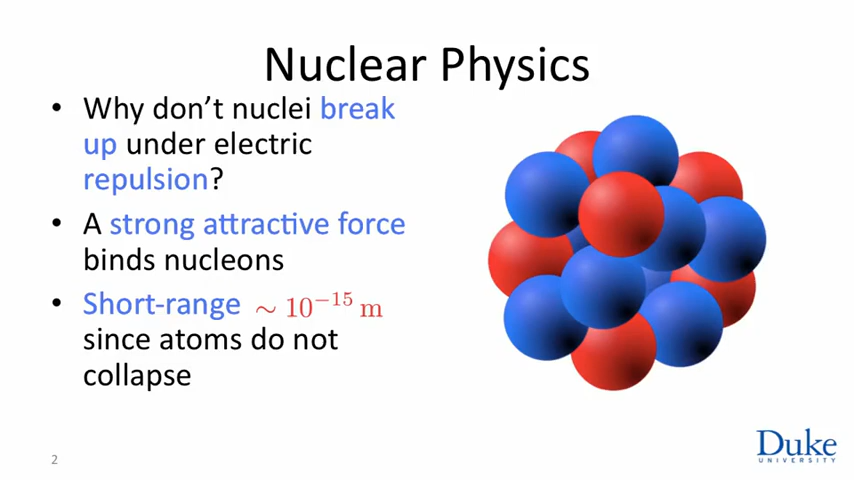 Nuclear Physics
• Why don’t nuclei break
up under electric
repulsion?
• A strong attractive force
binds nucleons
• Short-range ∼ 10⁻¹⁵ m
since atoms do not
collapse
2
Duke
UNIVERSITY